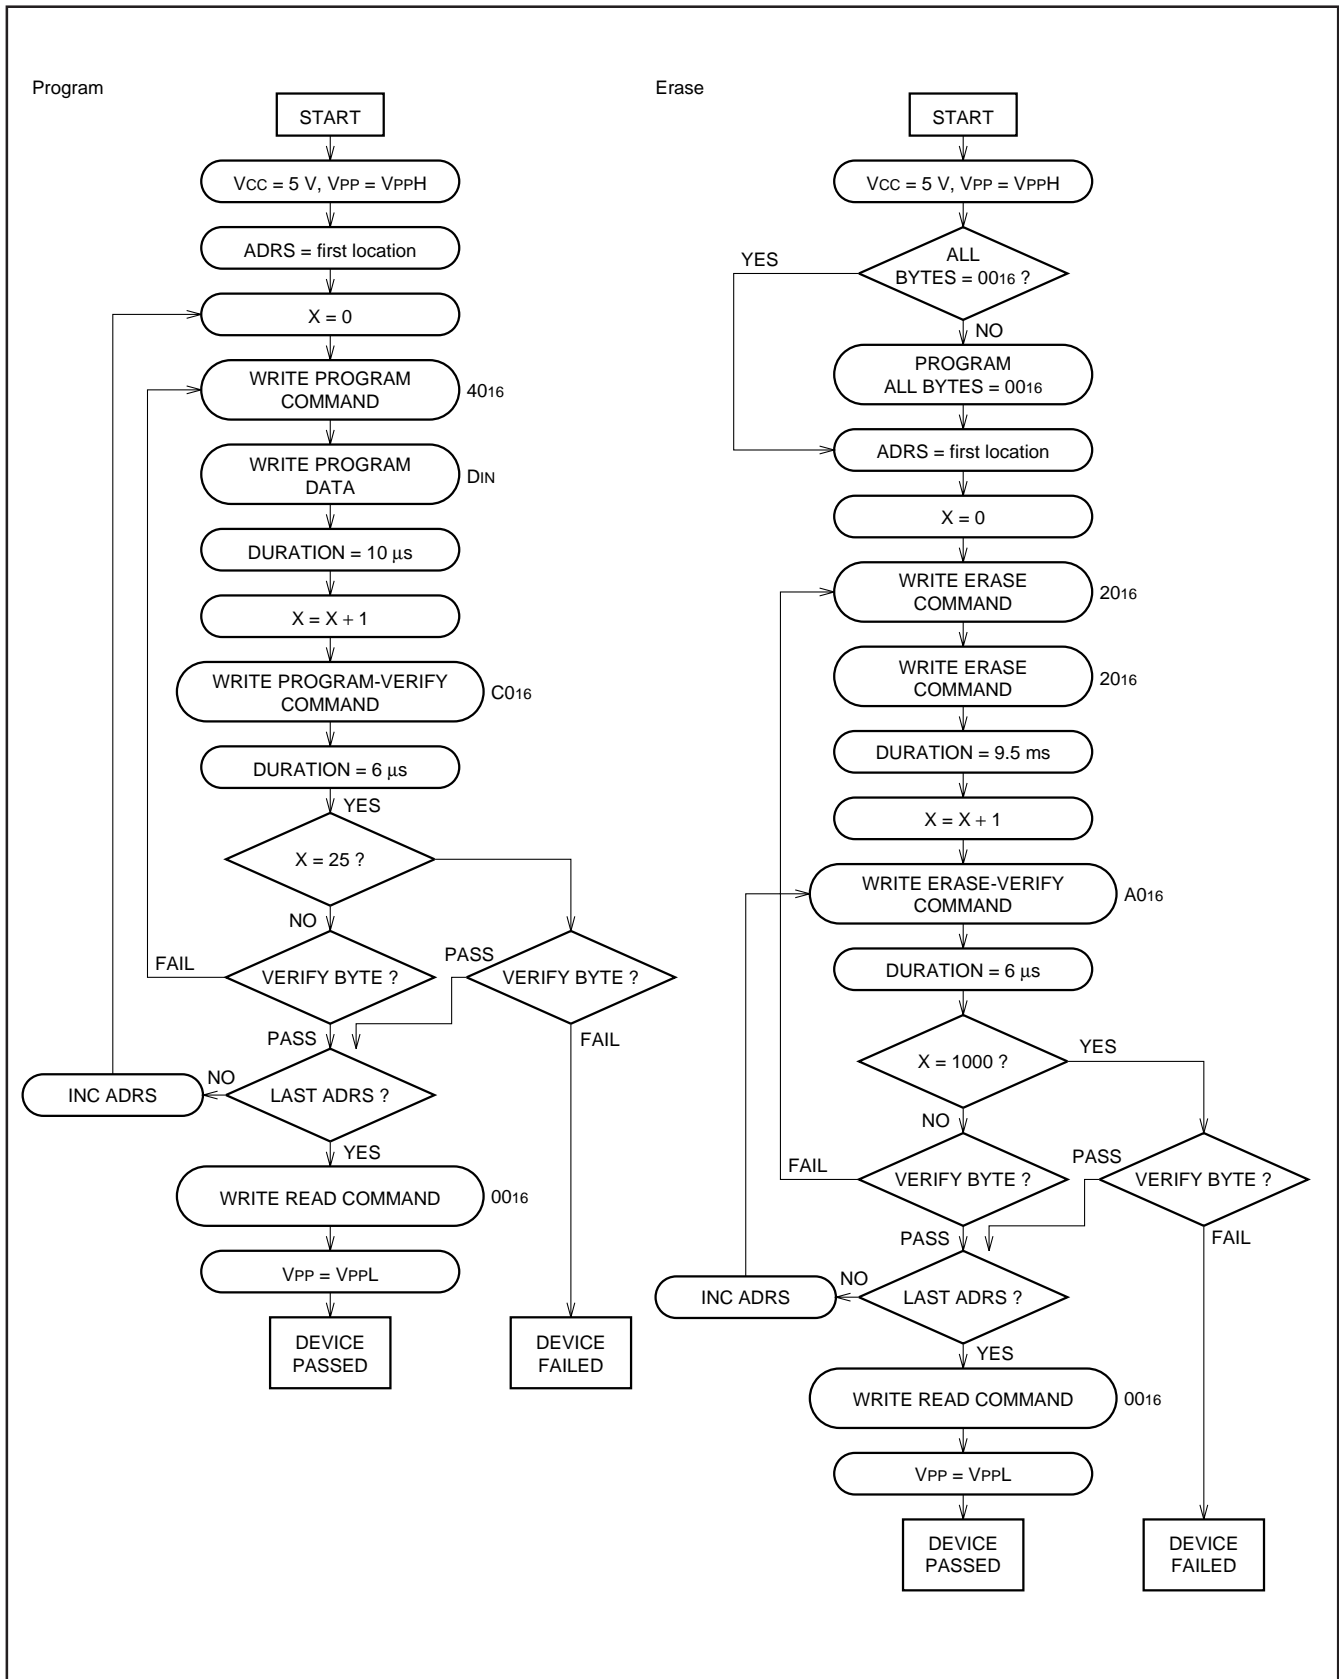 Program
START
VCC = 5 V, VPP = VPPH
ADRS = first location
X = 0
WRITE PROGRAM
COMMAND
4016
WRITE PROGRAM
DATA
DIN
DURATION = 10 µs
X = X + 1
WRITE PROGRAM-VERIFY
COMMAND
C016
DURATION = 6 µs
YES
X = 25 ?
NO
FAIL
VERIFY BYTE ?
PASS
VERIFY BYTE ?
PASS
FAIL
INC ADRS
NO
LAST ADRS ?
YES
WRITE READ COMMAND
0016
VPP = VPPL
DEVICE
PASSED
DEVICE
FAILED
Erase
START
VCC = 5 V, VPP = VPPH
YES
ALL
BYTES = 0016 ?
NO
PROGRAM
ALL BYTES = 0016
ADRS = first location
X = 0
WRITE ERASE
COMMAND
2016
WRITE ERASE
COMMAND
2016
DURATION = 9.5 ms
X = X + 1
WRITE ERASE-VERIFY
COMMAND
A016
DURATION = 6 µs
X = 1000 ?
YES
NO
FAIL
VERIFY BYTE ?
PASS
VERIFY BYTE ?
PASS
FAIL
INC ADRS
NO
LAST ADRS ?
YES
WRITE READ COMMAND
0016
VPP = VPPL
DEVICE
PASSED
DEVICE
FAILED